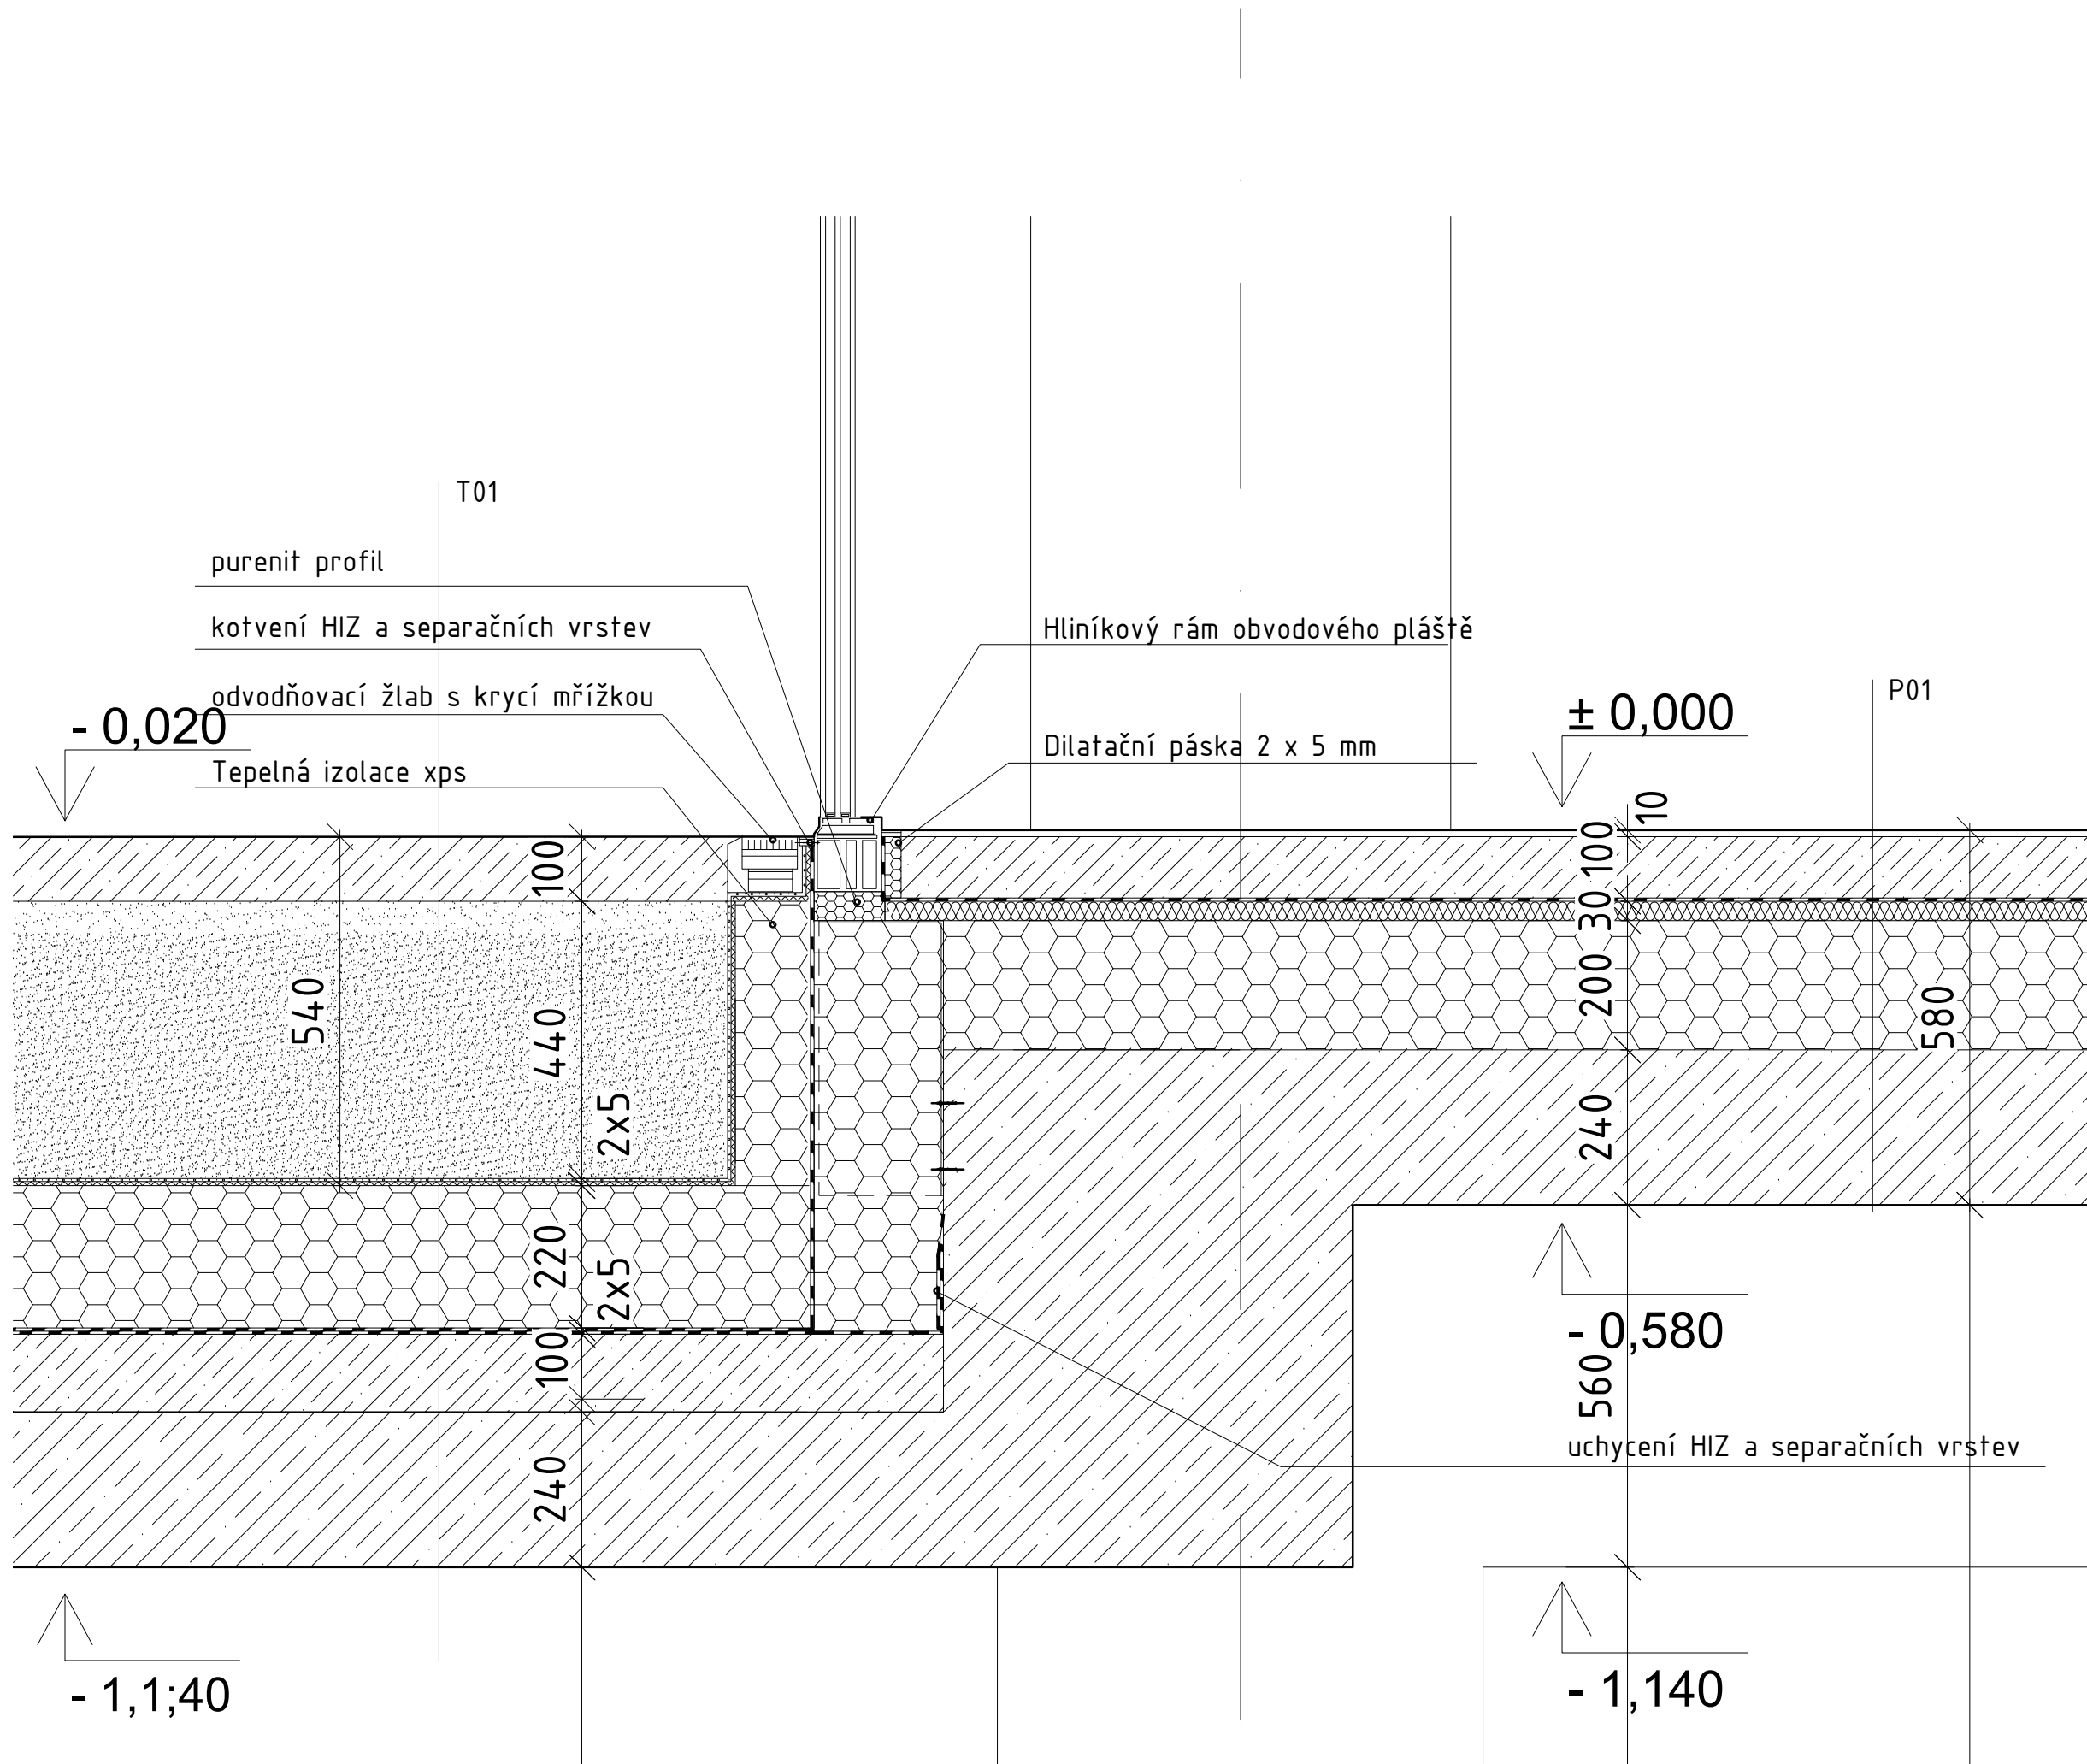 T01
purenit profil
kotvení HIZ a separačních vrstev
Hliníkový rám obvodového pláště
odvodňovací žlab s krycí mřížkou
P01
- 0,020
± 0,000
Dilatační páska 2 x 5 mm
Tepelná izolace xps
10
100
100
30
540
440
200
580
2x5
240
220
2x5
- 0,580
100
560
uchycení HIZ a separačních vrstev
240
- 1,1;40
- 1,140